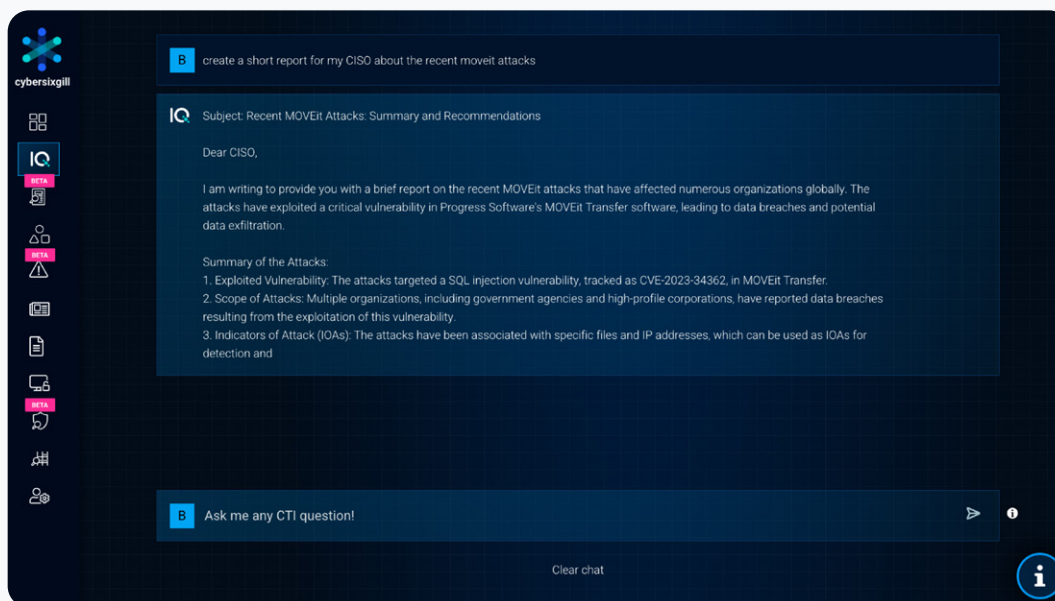 cybersixgill
IQ
BETA
BETA
BETA
B create a short report for my CISO about the recent moveit attacks
IQ Subject: Recent MOVEit Attacks: Summary and Recommendations
Dear CISO,
I am writing to provide you with a brief report on the recent MOVEit attacks that have affected numerous organizations globally. The
attacks have exploited a critical vulnerability in Progress Software's MOVEit Transfer software, leading to data breaches and potential
data exfiltration.
Summary of the Attacks:
1. Exploited Vulnerability: The attacks targeted a SQL injection vulnerability, tracked as CVE-2023-34362, in MOVEit Transfer.
2. Scope of Attacks: Multiple organizations, including government agencies and high-profile corporations, have reported data breaches
resulting from the exploitation of this vulnerability.
3. Indicators of Attack (IOAs): The attacks have been associated with specific files and IP addresses, which can be used as IOAs for
detection and
B Ask me any CTI question!
Clear chat